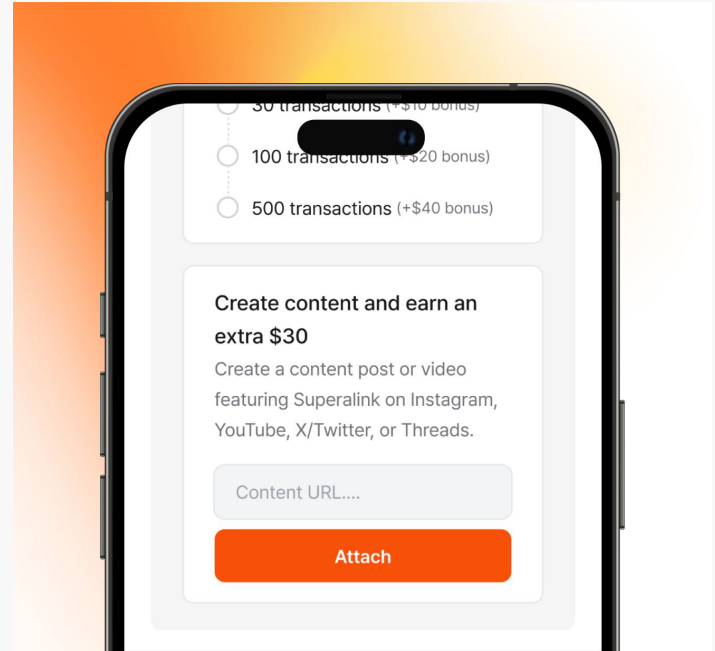 30 transactions (+$10 bonus)
100 transactions (+$20 bonus)
500 transactions (+$40 bonus)
Create content and earn an
extra $30
Create a content post or video
featuring Superalink on Instagram,
YouTube, X/Twitter, or Threads.
Content URL....
Attach